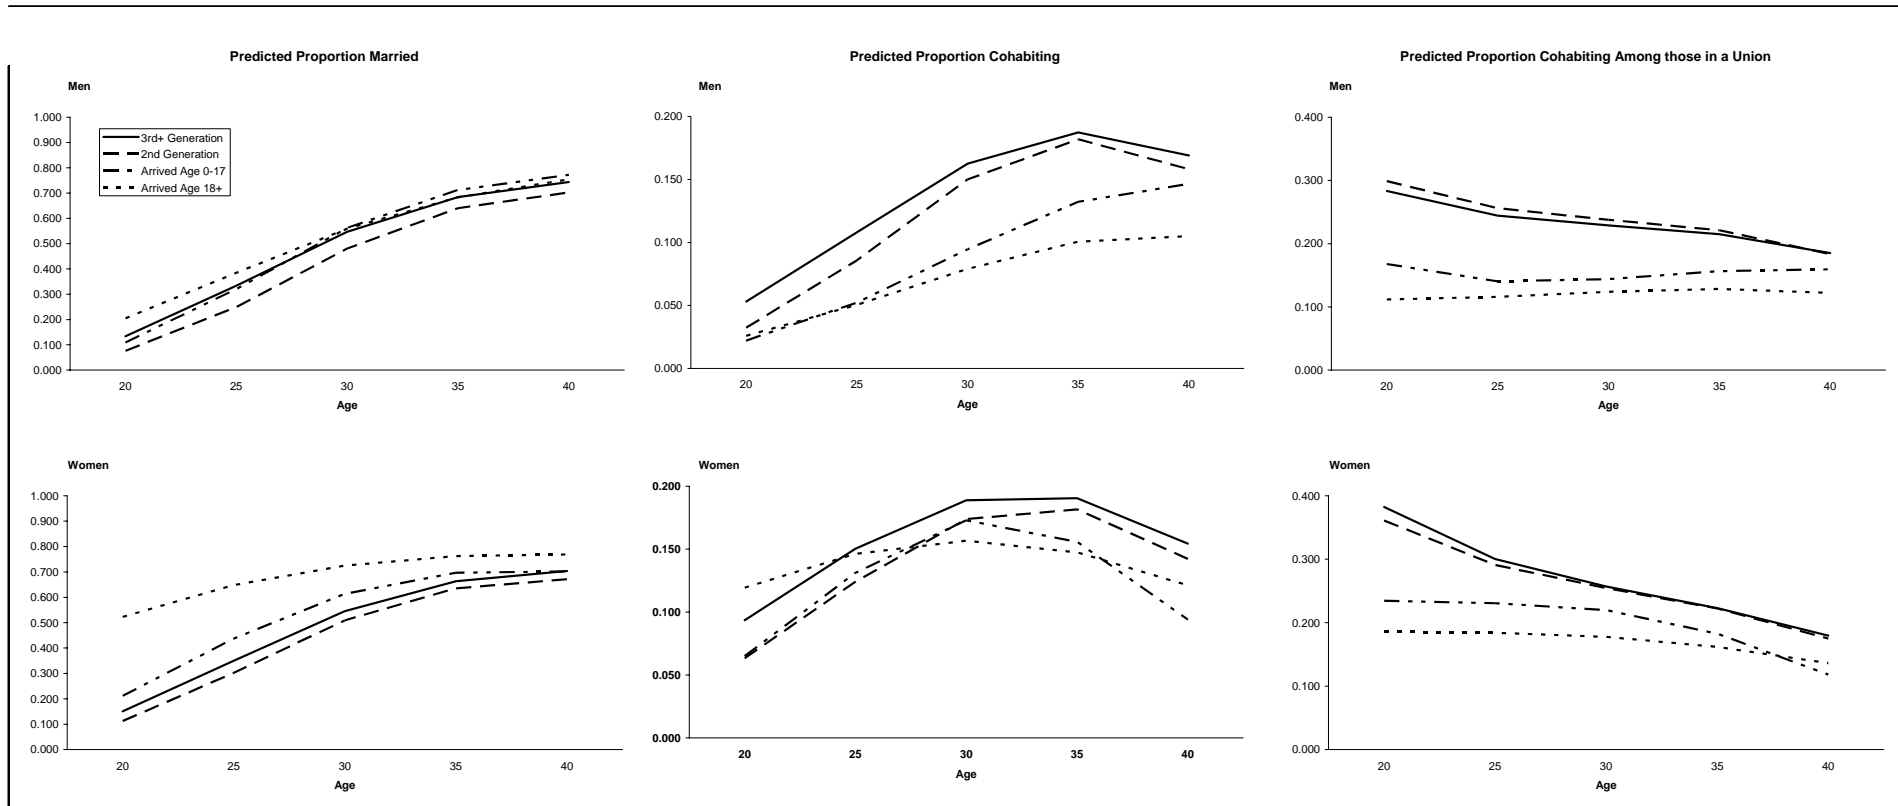 Predicted Proportion Married
Men
1.000
0.900
0.800
0.700
0.600
0.500
0.400
0.300
0.200
0.100
0.000
3rd+ Generation
2nd Generation
Arrived Age 0-17
Arrived Age 18+
20 25 30 35 40
Age
Predicted Proportion Cohabiting
Men
0.200
0.150
0.100
0.050
0.000
20 25 30 35 40
Age
Predicted Proportion Cohabiting Among those in a Union
Men
0.400
0.300
0.200
0.100
0.000
20 25 30 35 40
Age
Women
1.000
0.900
0.800
0.700
0.600
0.500
0.400
0.300
0.200
0.100
0.000
20 25 30 35 40
Age
Women
0.200
0.150
0.100
0.050
0.000
20 25 30 35 40
Age
Women
0.400
0.300
0.200
0.100
0.000
20 25 30 35 40
Age